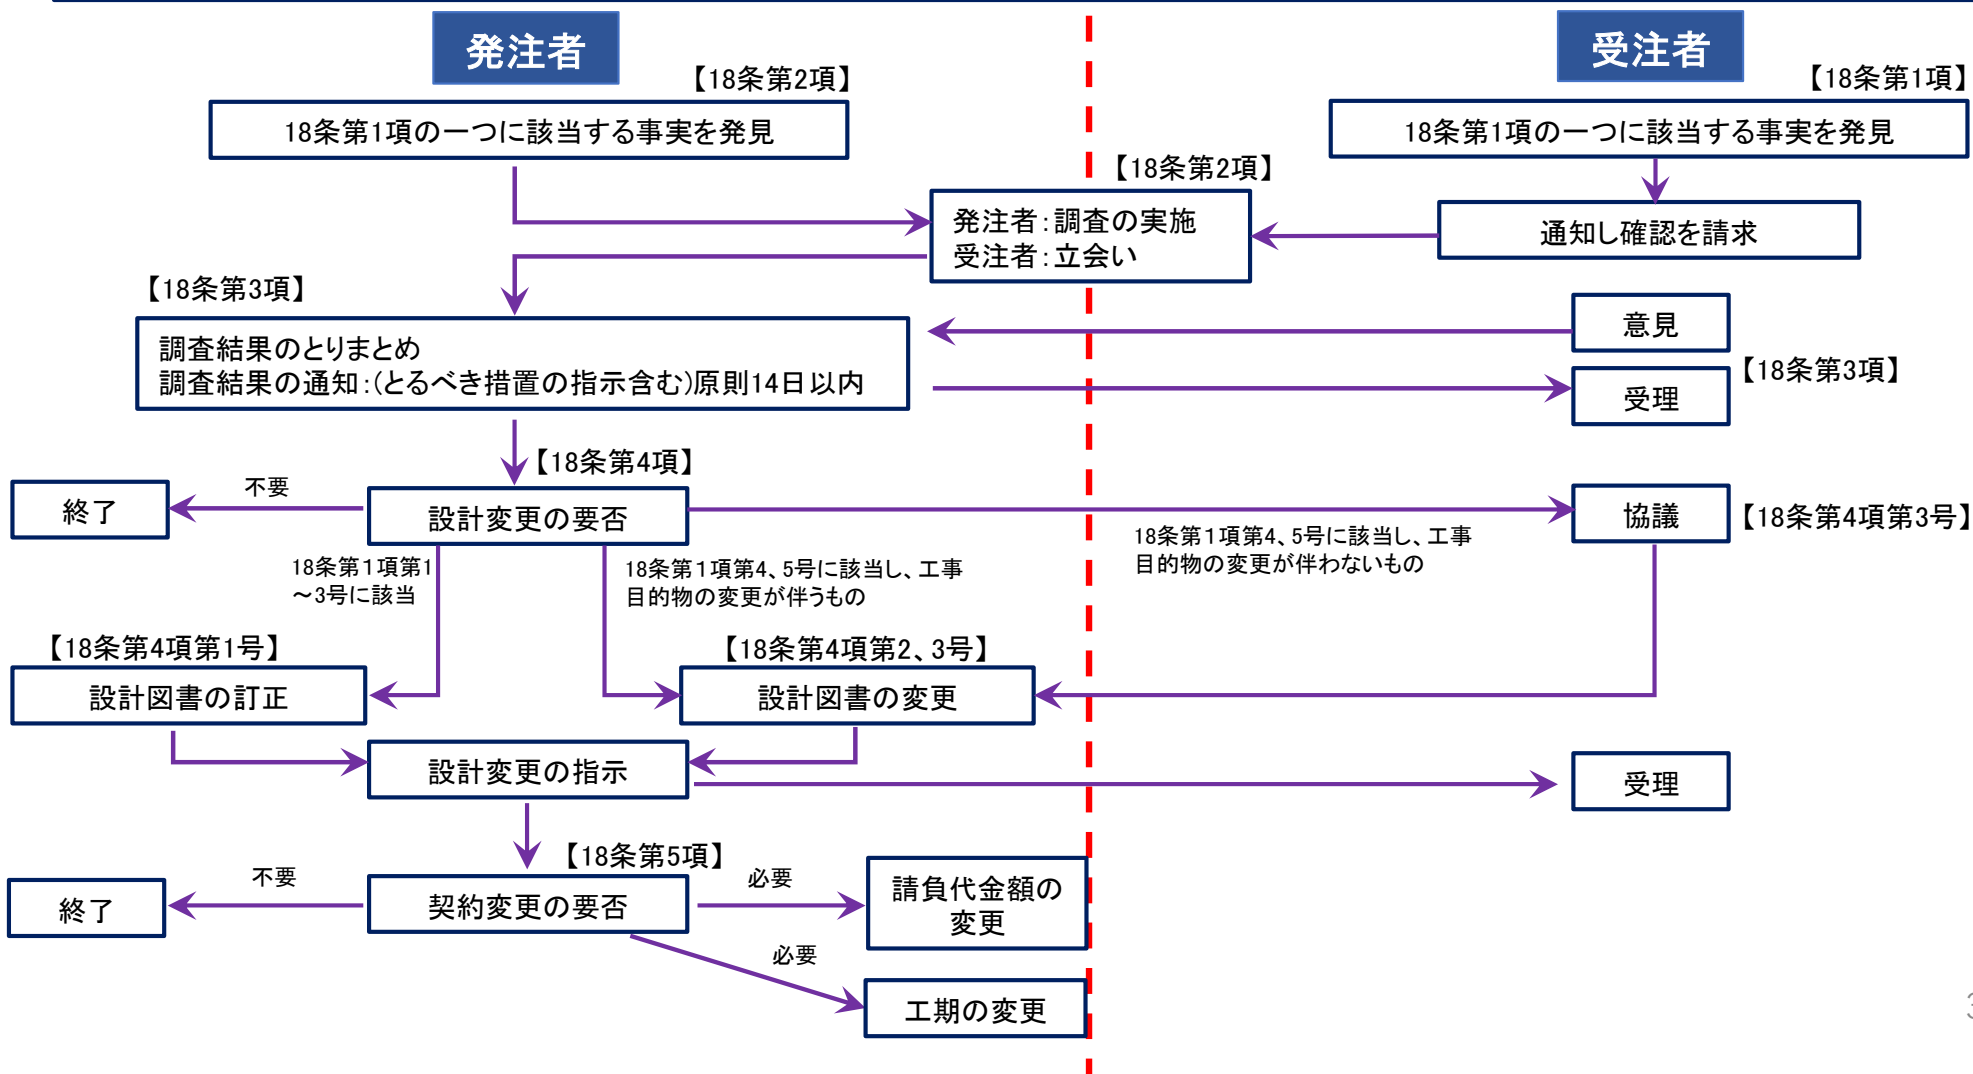 発注者
受注者
【18条第2項】
【18条第1項】
18条第1項の一つに該当する事実を発見
18条第1項の一つに該当する事実を発見
【18条第2項】
発注者：調査の実施
受注者：立会い
通知し確認を請求
【18条第3項】
調査結果のとりまとめ
調査結果の通知：(とるべき措置の指示含む)原則14日以内
意見
【18条第3項】
受理
【18条第4項】
終了
不要
設計変更の要否
協議
【18条第4項第3号】
18条第１項第4、5号に該当し、工事
目的物の変更が伴わないもの
18条第１項第1
～3号に該当
18条第１項第4、5号に該当し、工事
目的物の変更が伴うもの
【18条第4項第1号】
【18条第4項第2、3号】
設計図書の訂正
設計図書の変更
設計変更の指示
受理
【18条第5項】
終了
不要
契約変更の要否
必要
請負代金額の
変更
必要
工期の変更